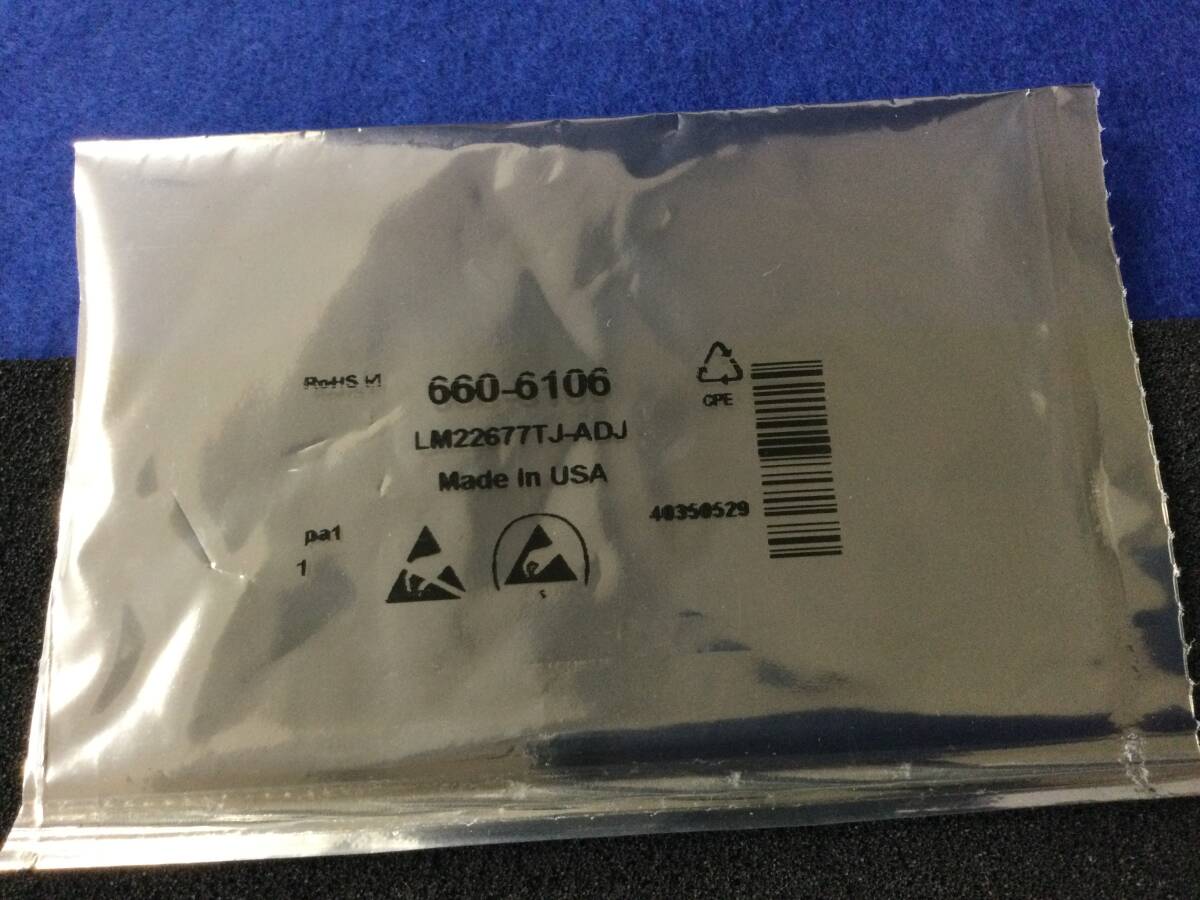 RoHS
660-6106
LM22677TJ-ADJ
Made In USA
CPE
40350529
pa1
1